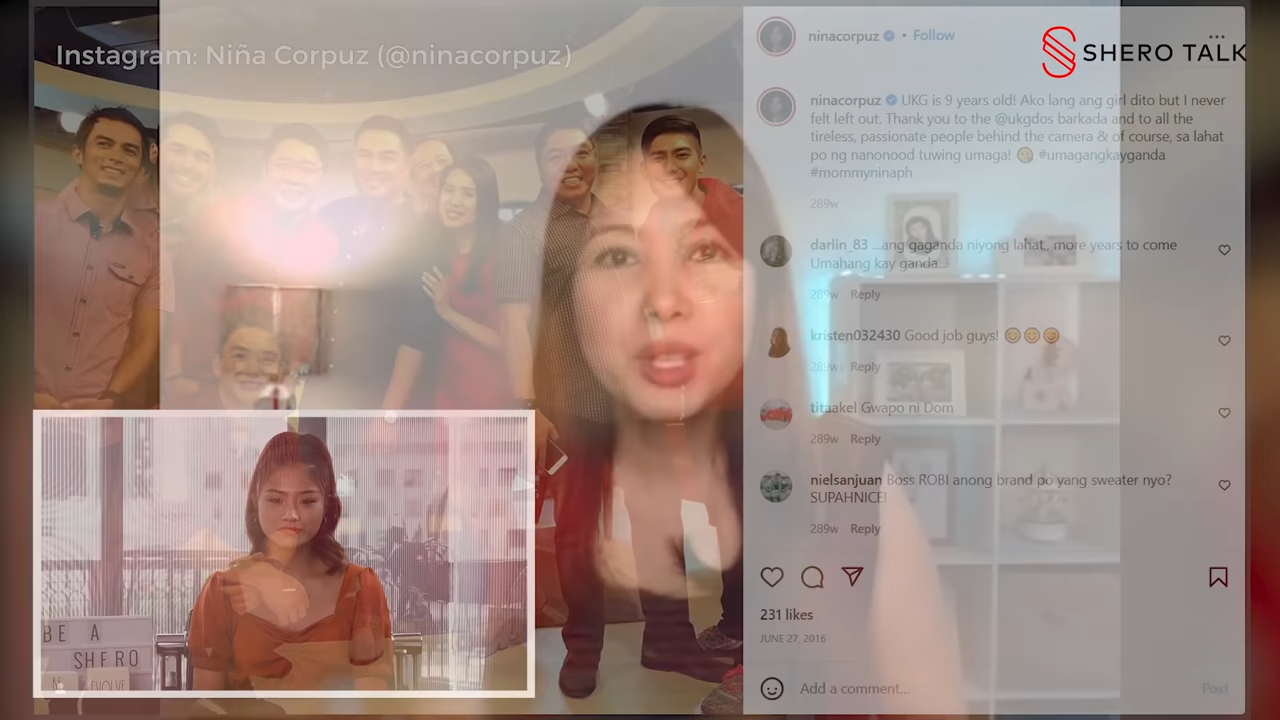 Instagram: Niña Corpuz (@ninacorpuz)
SHERO TALK
ninacorpuz • Follow
ninacorpuz UKG is 9 years old! Ako lang ang girl dito but I never
felt left out. Thank you to the @ukgdos barkada and to all the
tireless, passionate people behind the camera & of course, sa lahat
po ng nanonood tuwing umaga! 😘 #umagangkayganda
#mommyninaph
289w
darlin_83 ...ang gaganda niyong lahat,, more years to come
Umahang kay ganda...
289w Reply
kristen032430 Good job guys! 😊😊😊
289w Reply
titaakel Gwapo ni Dom
289w Reply
nielsanjuan Boss ROBI anong brand po yang sweater nyo?
SUPAHNICE!
289w Reply
231 likes
JUNE 27, 2016
Add a comment...
Post
BE A
SHERO
EVOLVE